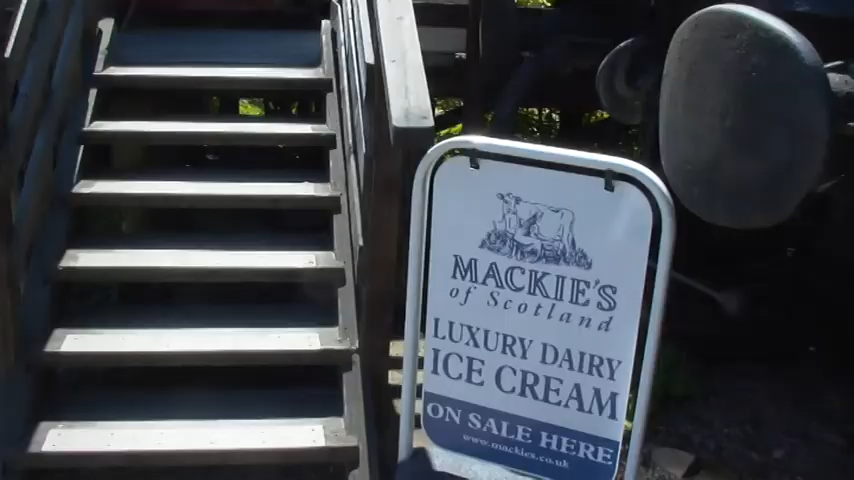 MACKIE'S
of Scotland
LUXURY DAIRY
ICE CREAM
ON SALE HERE
www.mackies.co.uk